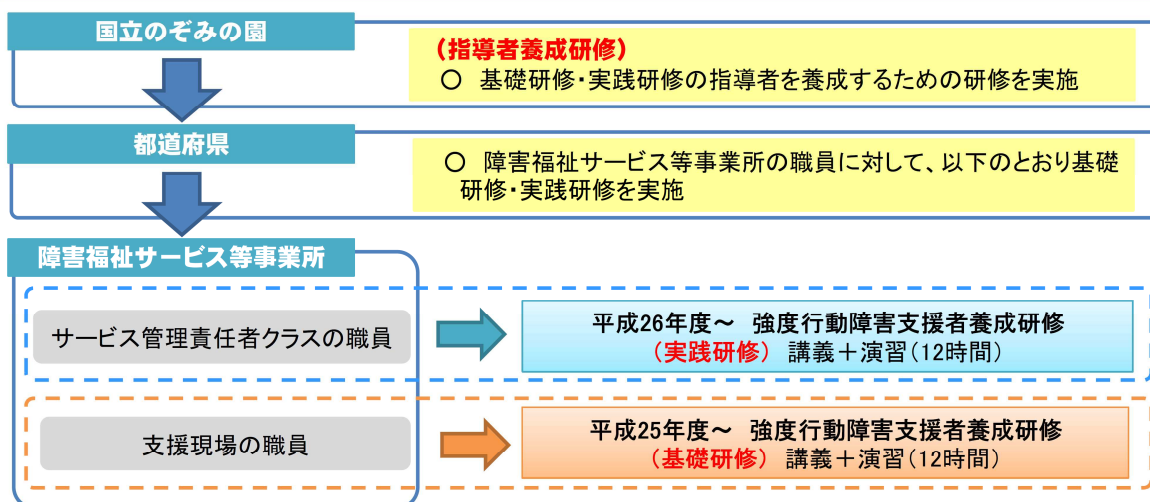 国立のぞみの園
(指導者養成研修)
○ 基礎研修・実践研修の指導者を養成するための研修を実施
都道府県
○ 障害福祉サービス等事業所の職員に対して、以下のとおり基礎
研修・実践研修を実施
障害福祉サービス等事業所
サービス管理責任者クラスの職員
平成26年度～ 強度行動障害支援者養成研修
(実践研修) 講義＋演習(12時間)
支援現場の職員
平成25年度～ 強度行動障害支援者養成研修
(基礎研修) 講義＋演習(12時間)